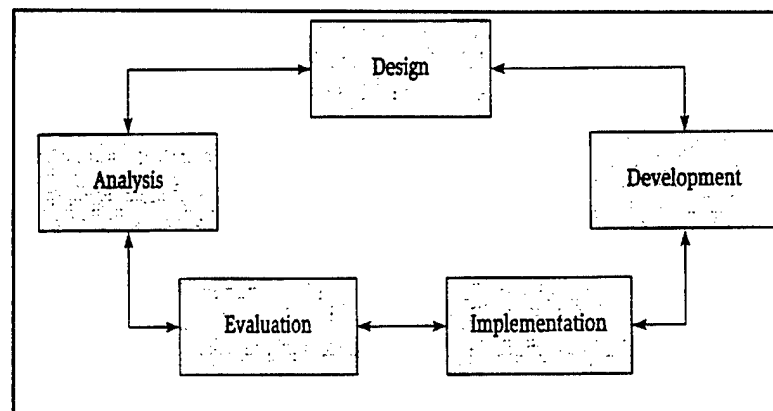 Design
Analysis
Development
Evaluation
Implementation